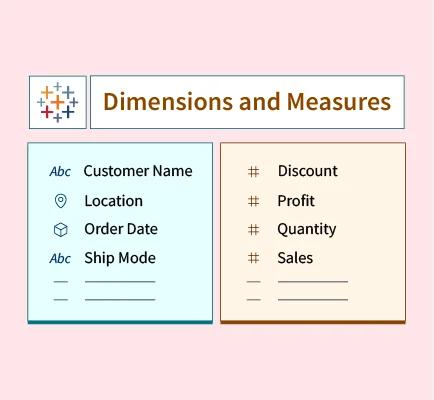 Dimensions and Measures
Abc Customer Name
Location
Order Date
Abc Ship Mode
# Discount
# Profit
# Quantity
# Sales